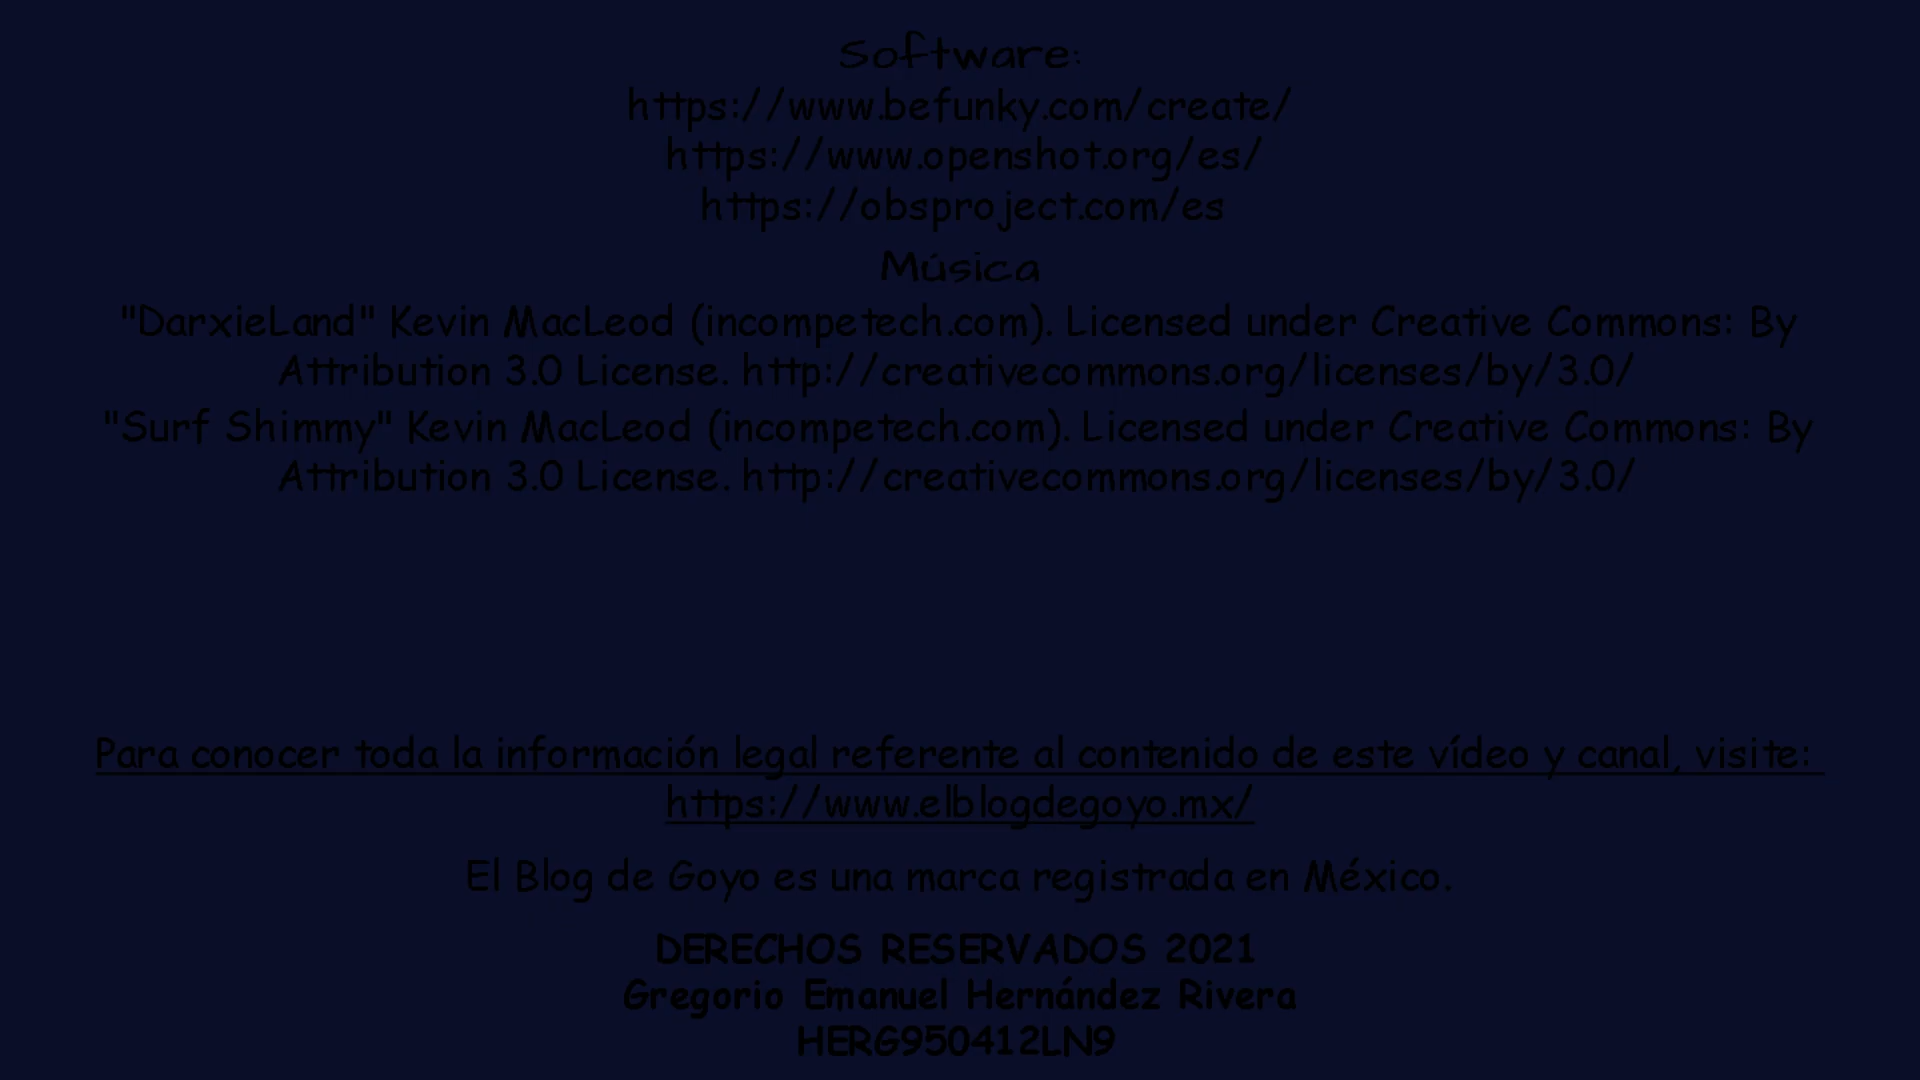 Software:
https://www.befunky.com/create/
https://www.openshot.org/es/
https://obsproject.com/es
Música
"DarxieLand" Kevin MacLeod (incompetech.com). Licensed under Creative Commons: By
Attribution 3.0 License. http://creativecommons.org/licenses/by/3.0/
"Surf Shimmy" Kevin MacLeod (incompetech.com). Licensed under Creative Commons: By
Attribution 3.0 License. http://creativecommons.org/licenses/by/3.0/
Para conocer toda la información legal referente al contenido de este vídeo y canal, visite:
https://www.elblogdegoyo.mx/
El Blog de Goyo es una marca registrada en México.
DERECHOS RESERVADOS 2021
Gregorio Emanuel Hernández Rivera
HERG950412LN9